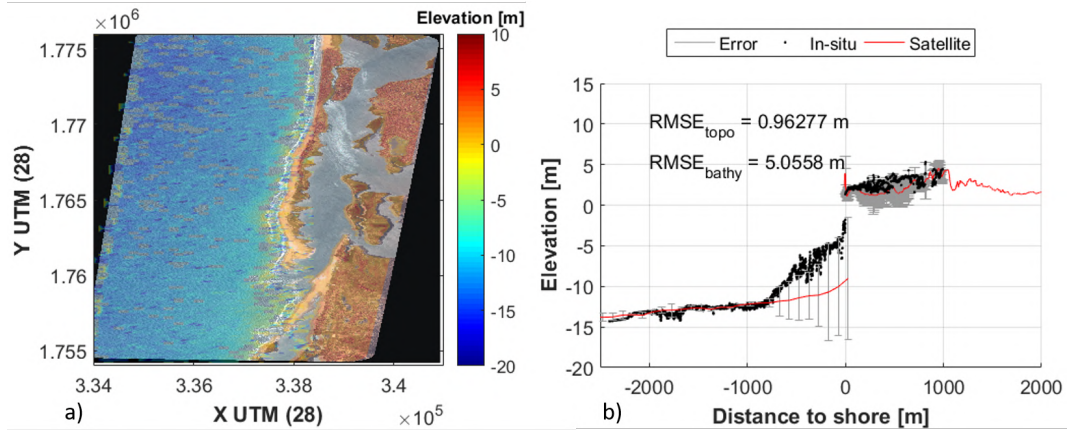 ×10⁶
Elevation [m]
1.775
1.77
1.765
1.76
1.755
Y UTM (28)
3.34
3.36
3.38
3.4
×10⁵
X UTM (28)
10
5
0
-5
-10
-15
-20
a)
Error
In-situ
Satellite
RMSE_topo = 0.96277 m
RMSE_bathy = 5.0558 m
Elevation [m]
15
10
5
0
-5
-10
-15
-20
-2000
-1000
0
1000
2000
Distance to shore [m]
b)